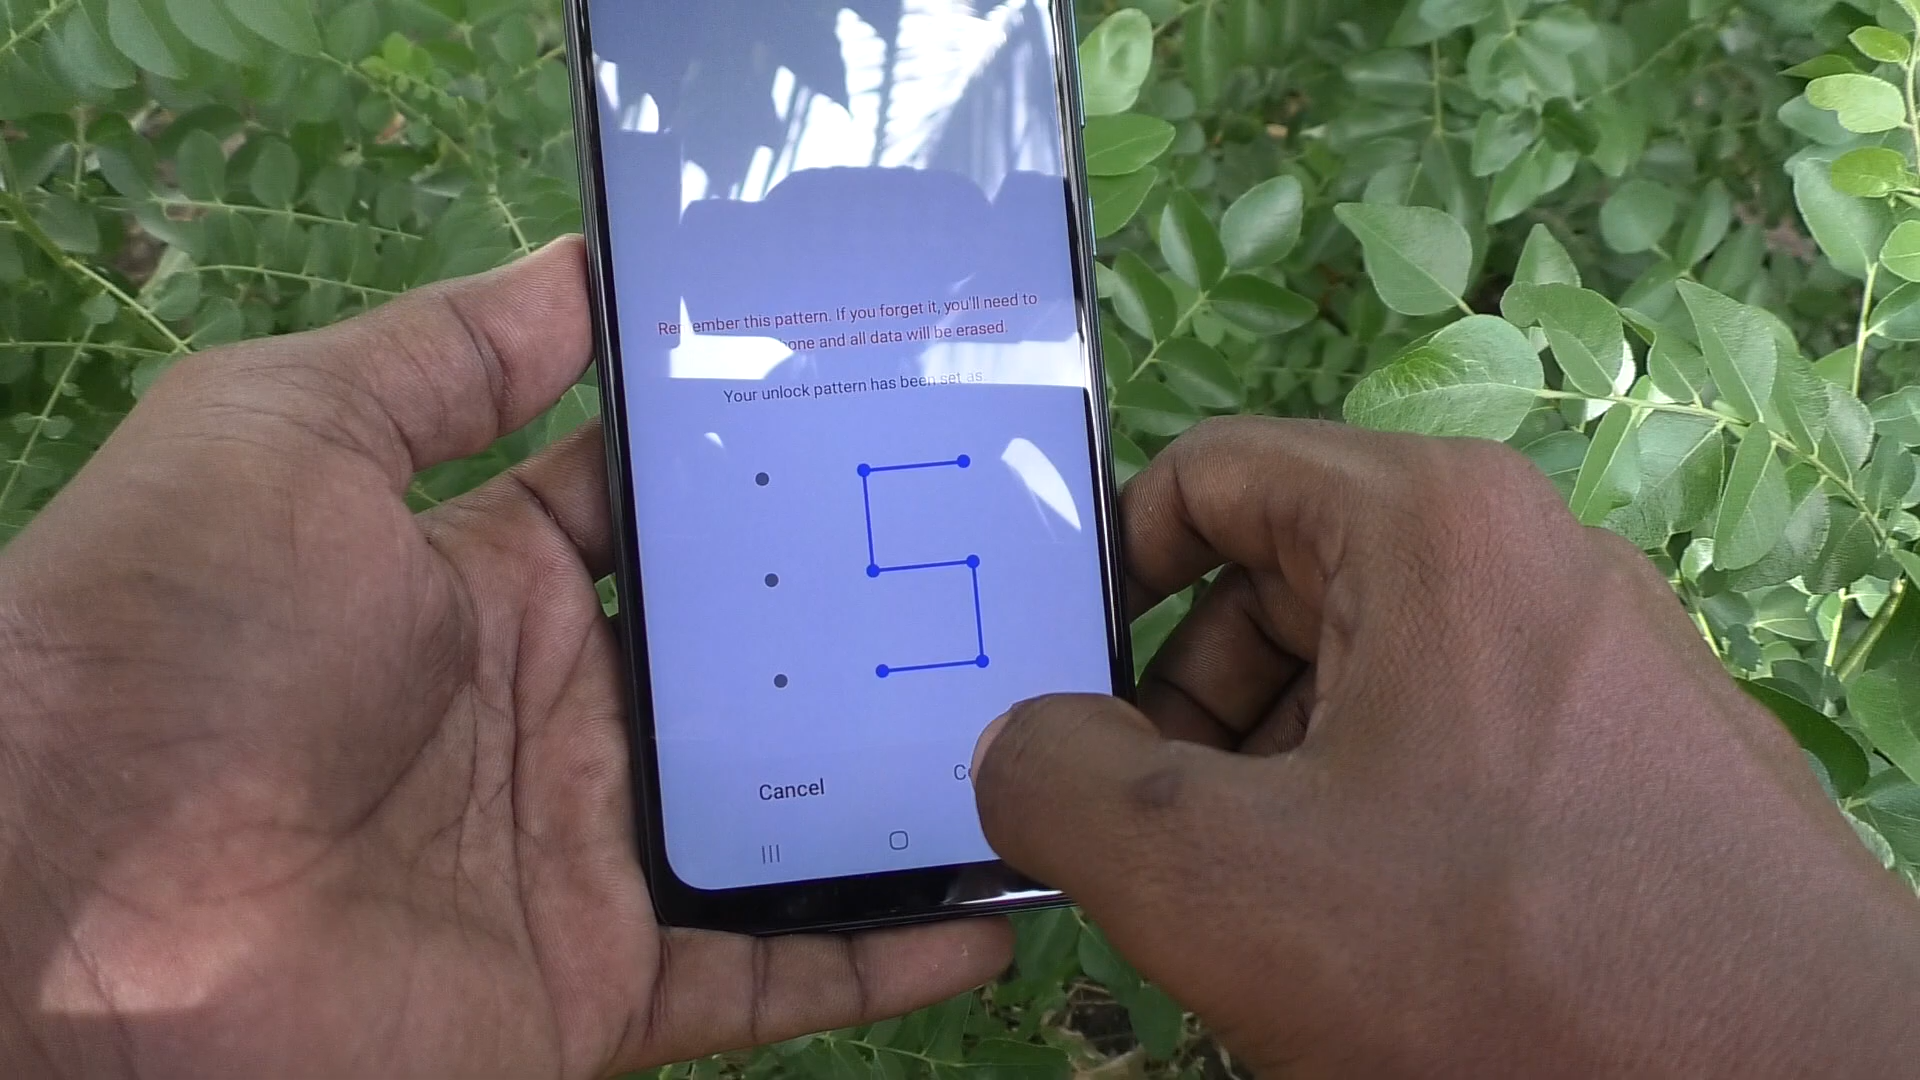 Remember this pattern. If you forget it, you'll need to
and all data will be erased.
Your unlock pattern has been set as.
Cancel